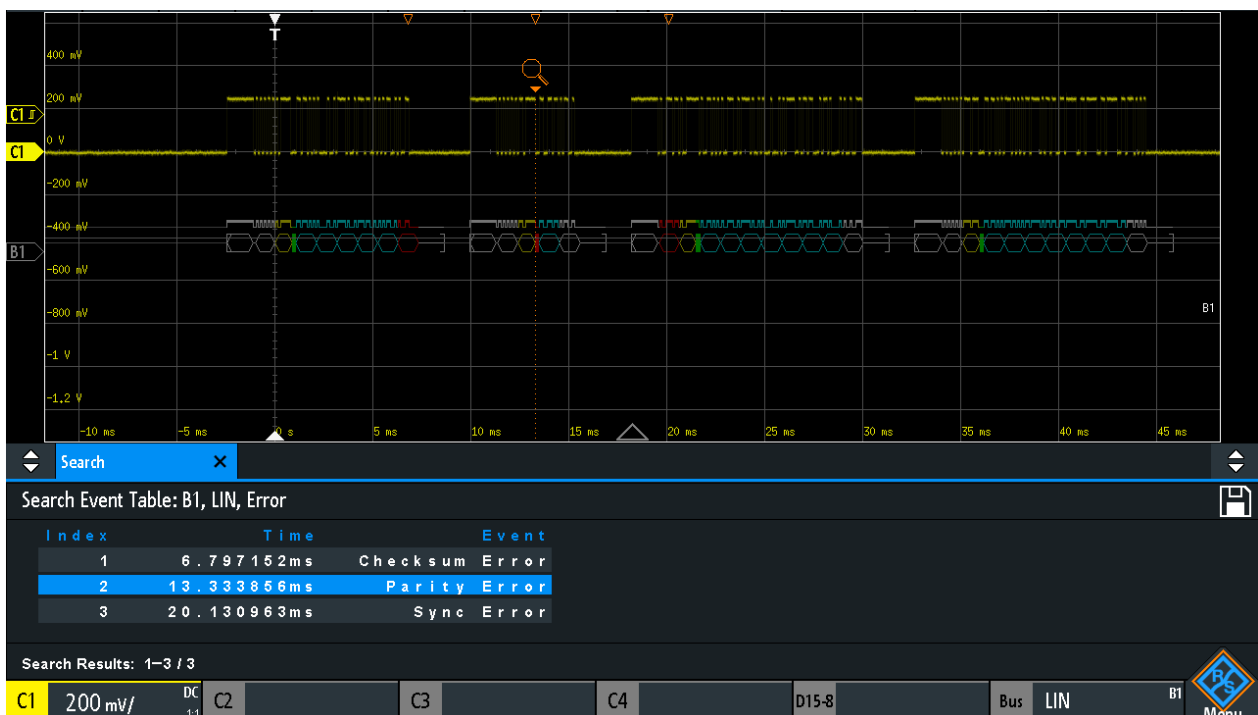 T
400 mV
200 mV
C1
0 V
C1
-200 mV
-400 mV
B1
-600 mV
-800 mV
B1
-1 V
-1.2 V
-10 ms -5 ms 0 s 5 ms 10 ms 15 ms 20 ms 25 ms 30 ms 35 ms 40 ms 45 ms
Search ×
Search Event Table: B1, LIN, Error
Index Time Event
1 6.797152ms Checksum Error
2 13.333856ms Parity Error
3 20.130963ms Sync Error
Search Results: 1–3 / 3
C1 200 mV/ DC 1:1 C2 C3 C4 D15-8 Bus LIN B1 R&S
Menu